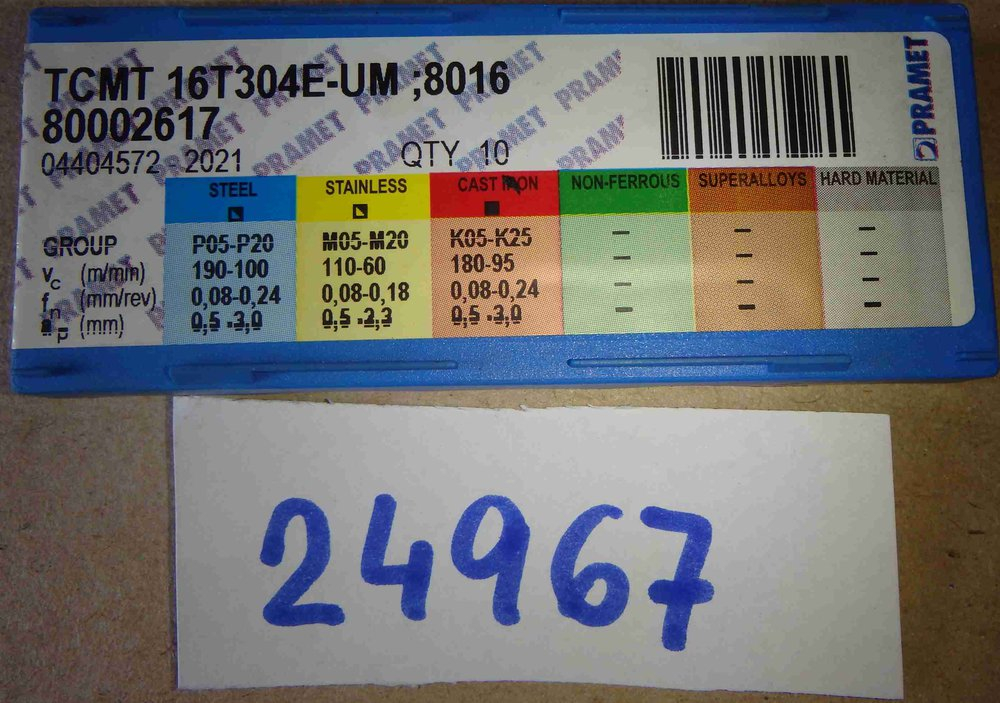 TCMT 16T304E-UM ;8016
80002617
04404572 2021 QTY 10
PRAMET
STEEL STAINLESS CAST IRON NON-FERROUS SUPERALLOYS HARD MATERIAL
GROUP P05-P20 M05-M20 K05-K25 - - -
vc (m/min) 190-100 110-60 180-95 - - -
fn (mm/rev) 0,08-0,24 0,08-0,18 0,08-0,24 - - -
ap (mm) 0,5 -3,0 0,5 -2,3 0,5 -3,0 - - -
24967